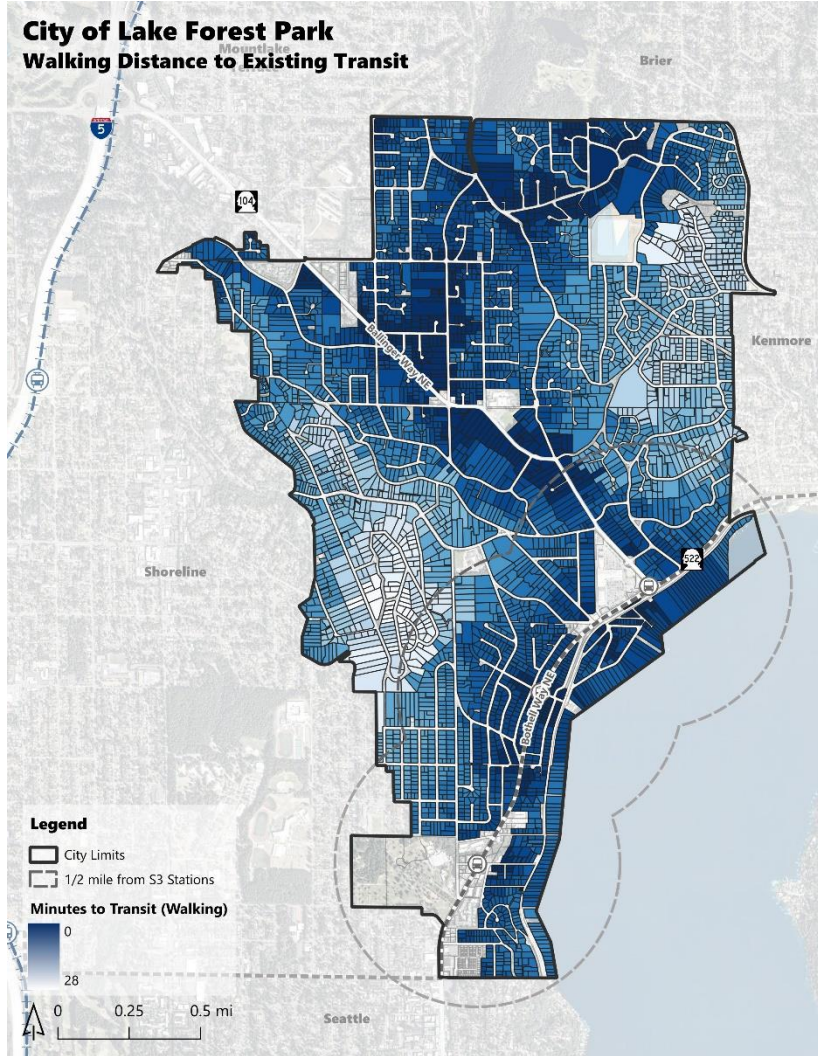 City of Lake Forest Park
Walking Distance to Existing Transit
Mountlake
Terrace
Brier
5
104
Ballinger Way NE
Kenmore
Shoreline
522
Bothell Way NE
Legend
City Limits
1/2 mile from S3 Stations
Minutes to Transit (Walking)
0
28
0 0.25 0.5 mi
Seattle